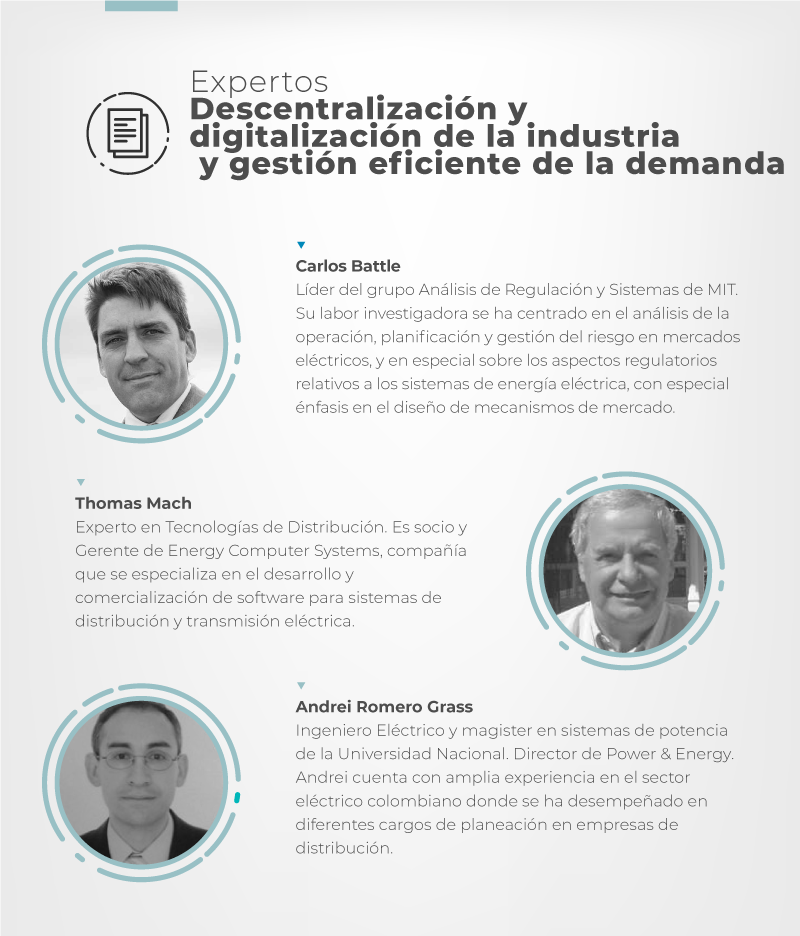 Expertos
Descentralización y
digitalización de la industria
y gestión eficiente de la demanda
Carlos Battle
Líder del grupo Análisis de Regulación y Sistemas de MIT.
Su labor investigadora se ha centrado en el análisis de la
operación, planificación y gestión del riesgo en mercados
eléctricos, y en especial sobre los aspectos regulatorios
relativos a los sistemas de energía eléctrica, con especial
énfasis en el diseño de mecanismos de mercado.
Thomas Mach
Experto en Tecnologías de Distribución. Es socio y
Gerente de Energy Computer Systems, compañía
que se especializa en el desarrollo y
comercialización de software para sistemas de
distribución y transmisión eléctrica.
Andrei Romero Grass
Ingeniero Eléctrico y magister en sistemas de potencia
de la Universidad Nacional. Director de Power & Energy.
Andrei cuenta con amplia experiencia en el sector
eléctrico colombiano donde se ha desempeñado en
diferentes cargos de planeación en empresas de
distribución.